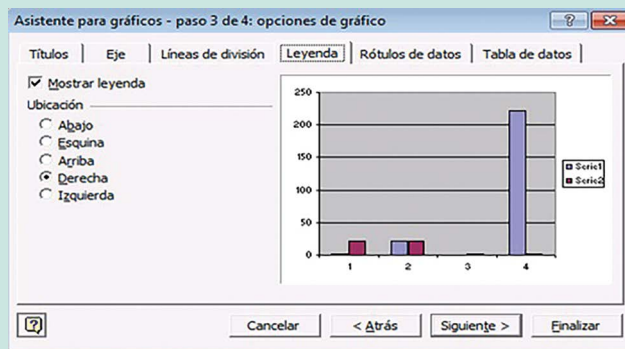 Asistente para gráficos - paso 3 de 4: opciones de gráfico
Títulos Eje Líneas de división Leyenda Rótulos de datos Tabla de datos
Mostrar leyenda
Ubicación
Abajo
Esquina
Arriba
Derecha
Izquierda
250
200
150
100
50
0
1 2 3 4
Serie1
Serie2
Cancelar < Atrás Siguiente > Finalizar